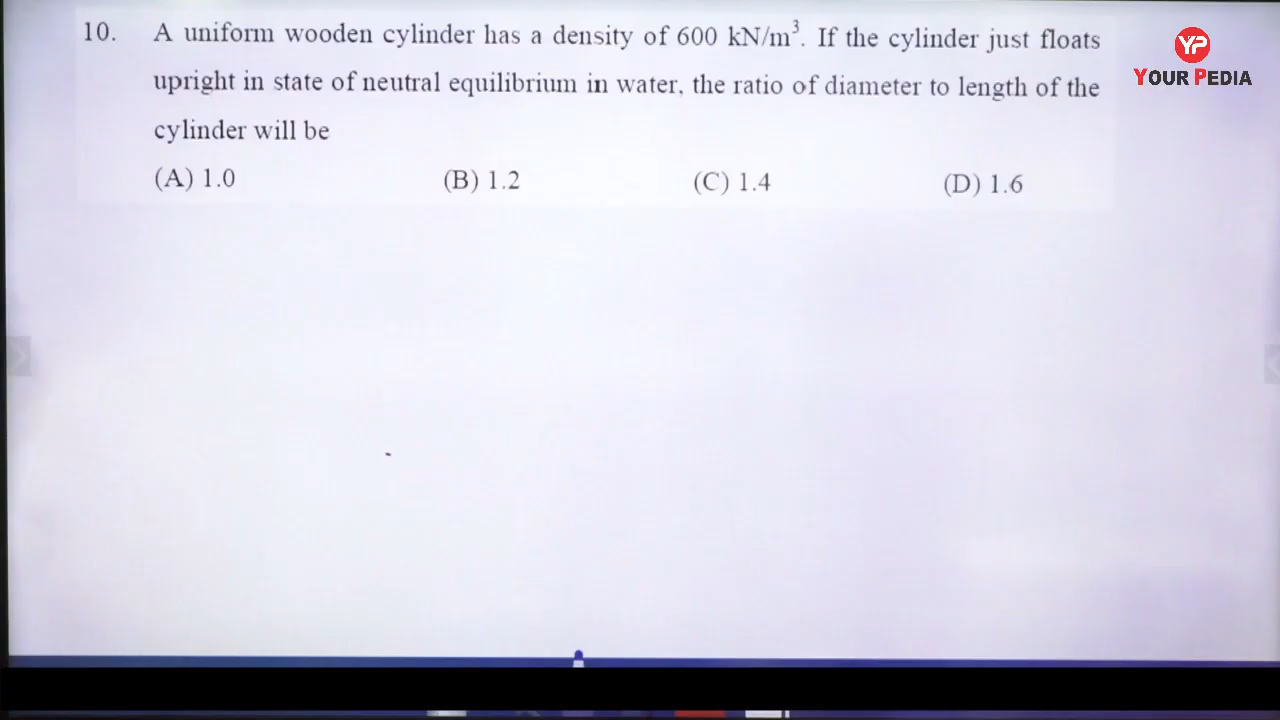 10. A uniform wooden cylinder has a density of 600 kN/m³. If the cylinder just floats
upright in state of neutral equilibrium in water, the ratio of diameter to length of the
cylinder will be
(A) 1.0 (B) 1.2 (C) 1.4 (D) 1.6
YP
YOUR PEDIA